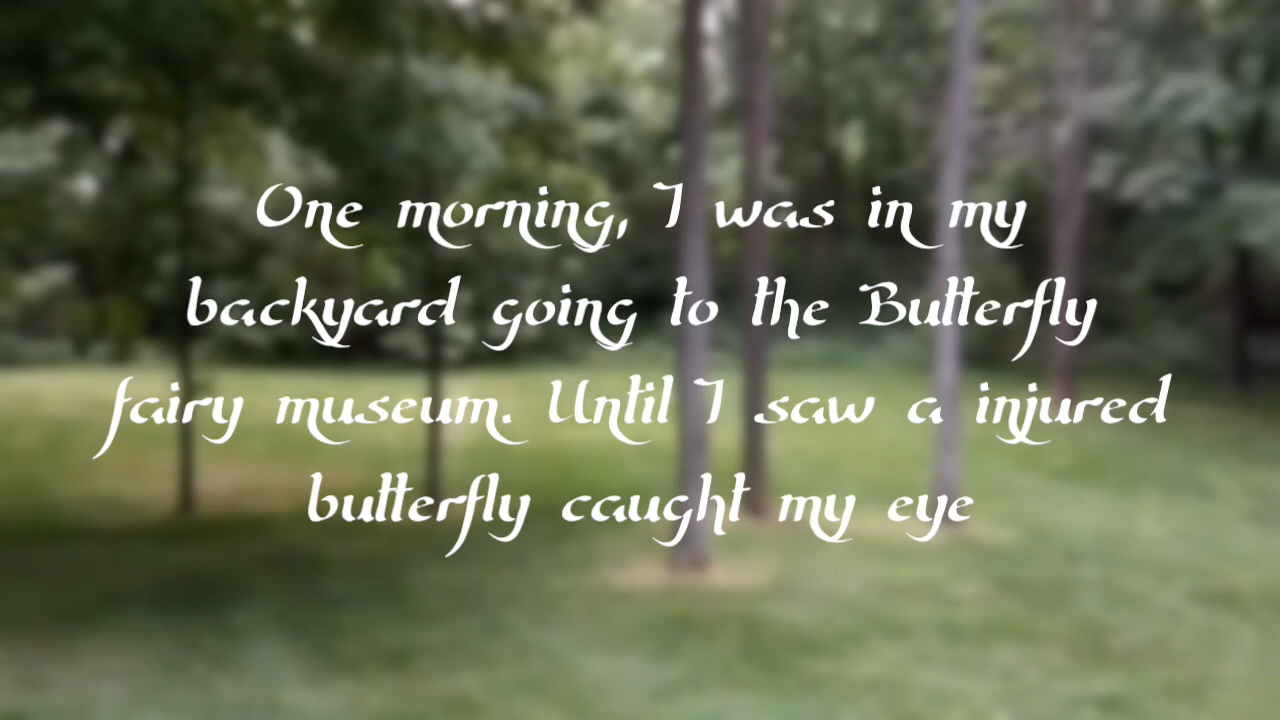 One morning, I was in my
backyard going to the Butterfly
fairy museum. Until I saw a injured
butterfly caught my eye